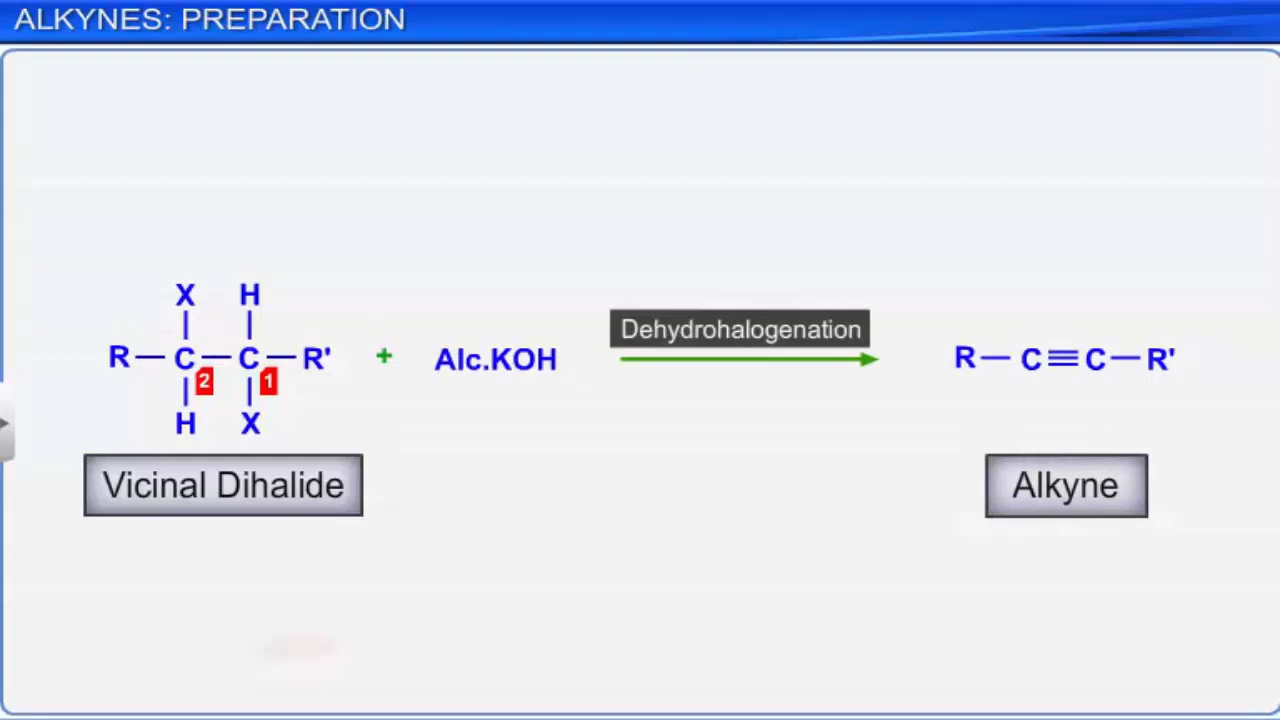 ALKYNES: PREPARATION
X H
Dehydrohalogenation
R — C — C — R' + Alc.KOH R — C ≡ C — R'
2 1
H X
Vicinal Dihalide Alkyne